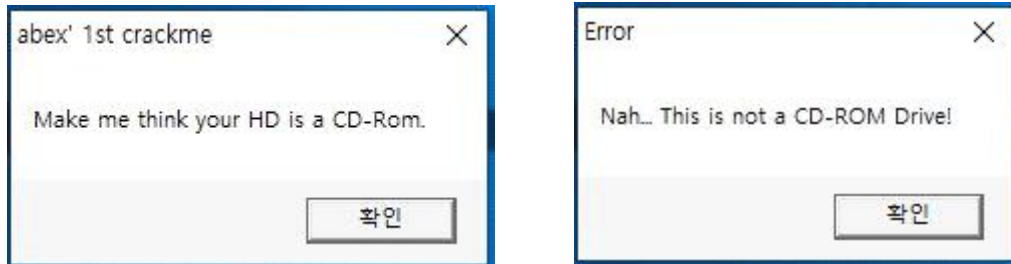 abex' 1st crackme
Make me think your HD is a CD-Rom.
확인
Error
Nah... This is not a CD-ROM Drive!
확인